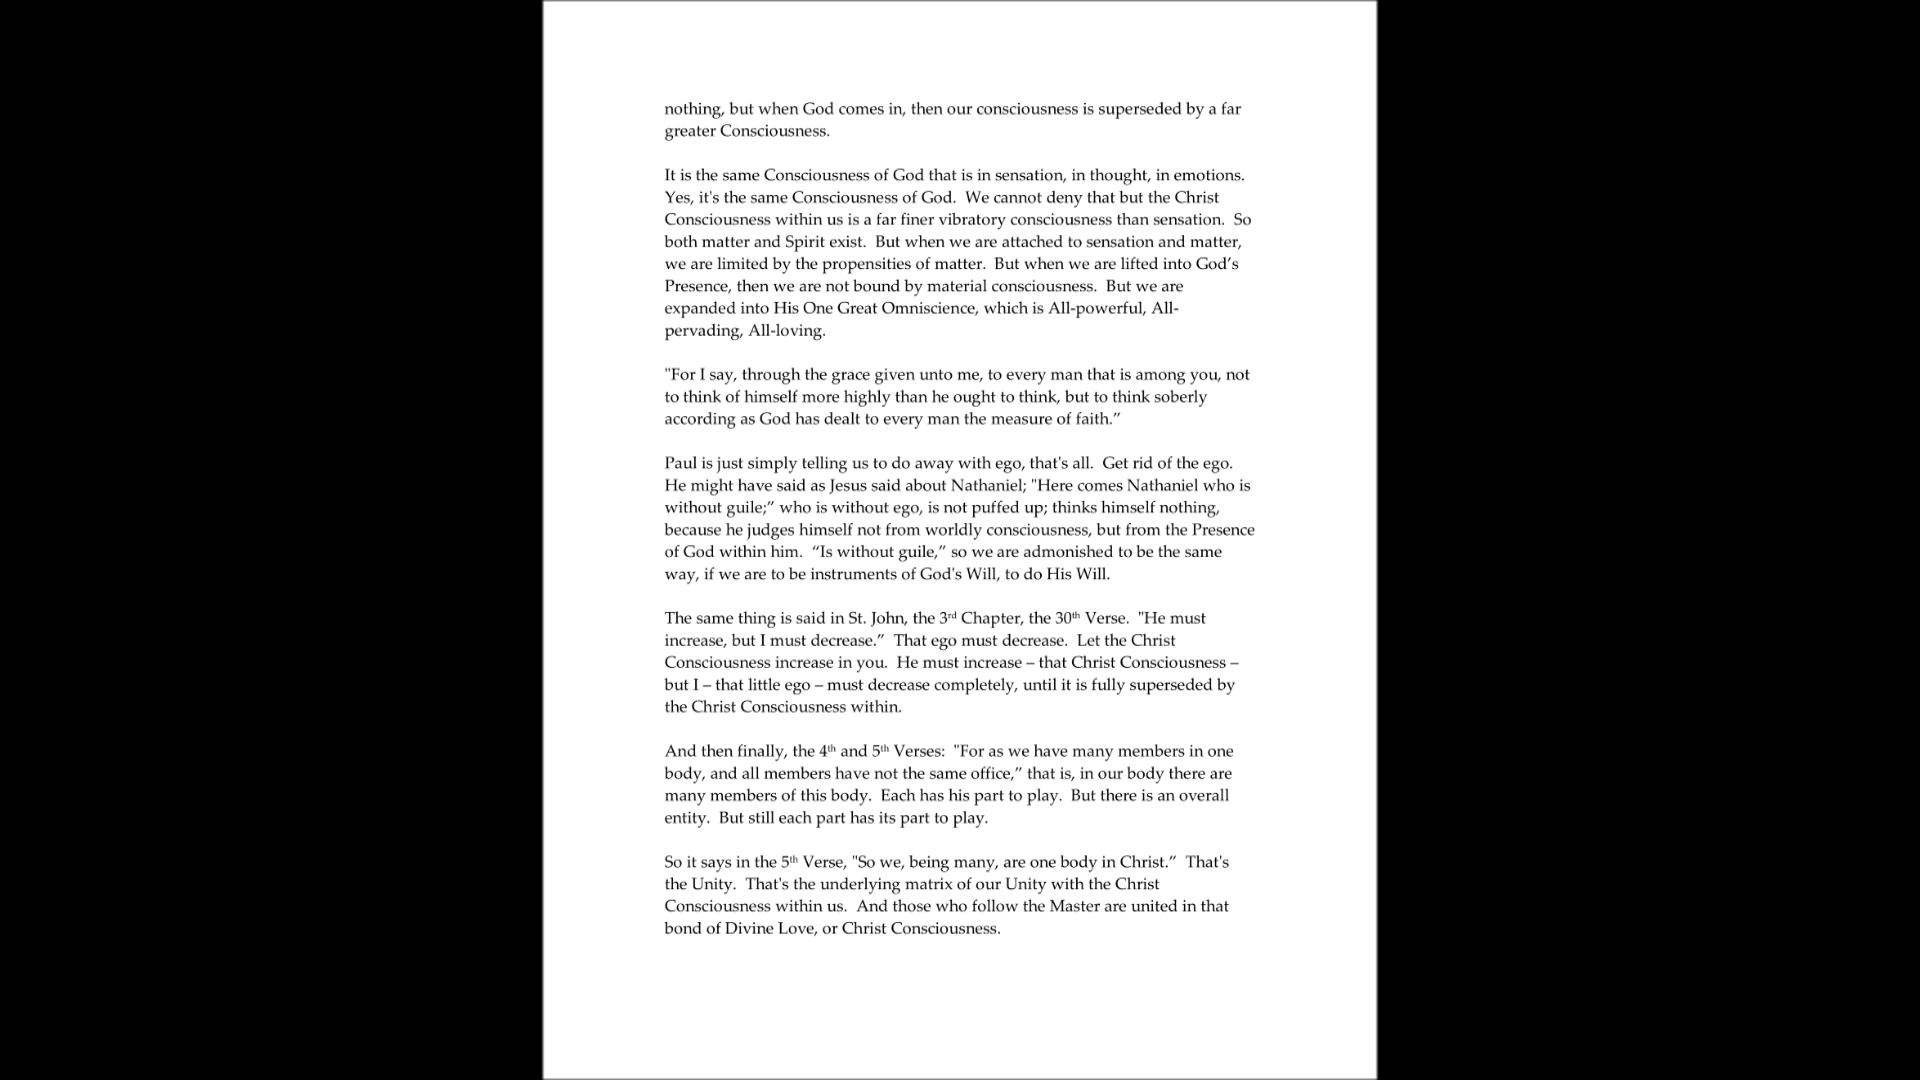 nothing, but when God comes in, then our consciousness is superseded by a far
greater Consciousness.
It is the same Consciousness of God that is in sensation, in thought, in emotions.
Yes, it's the same Consciousness of God.  We cannot deny that but the Christ
Consciousness within us is a far finer vibratory consciousness than sensation.  So
both matter and Spirit exist.  But when we are attached to sensation and matter,
we are limited by the propensities of matter.  But when we are lifted into God’s
Presence, then we are not bound by material consciousness.  But we are
expanded into His One Great Omniscience, which is All-powerful, All-
pervading, All-loving.
"For I say, through the grace given unto me, to every man that is among you, not
to think of himself more highly than he ought to think, but to think soberly
according as God has dealt to every man the measure of faith.”
Paul is just simply telling us to do away with ego, that's all.  Get rid of the ego.
He might have said as Jesus said about Nathaniel; "Here comes Nathaniel who is
without guile;” who is without ego, is not puffed up; thinks himself nothing,
because he judges himself not from worldly consciousness, but from the Presence
of God within him.  “Is without guile,” so we are admonished to be the same
way, if we are to be instruments of God's Will, to do His Will.
The same thing is said in St. John, the 3rd Chapter, the 30th Verse.  "He must
increase, but I must decrease.”  That ego must decrease.  Let the Christ
Consciousness increase in you.  He must increase – that Christ Consciousness –
but I – that little ego – must decrease completely, until it is fully superseded by
the Christ Consciousness within.
And then finally, the 4th and 5th Verses:  "For as we have many members in one
body, and all members have not the same office,” that is, in our body there are
many members of this body.  Each has his part to play.  But there is an overall
entity.  But still each part has its part to play.
So it says in the 5th Verse, "So we, being many, are one body in Christ.”  That's
the Unity.  That's the underlying matrix of our Unity with the Christ
Consciousness within us.  And those who follow the Master are united in that
bond of Divine Love, or Christ Consciousness.